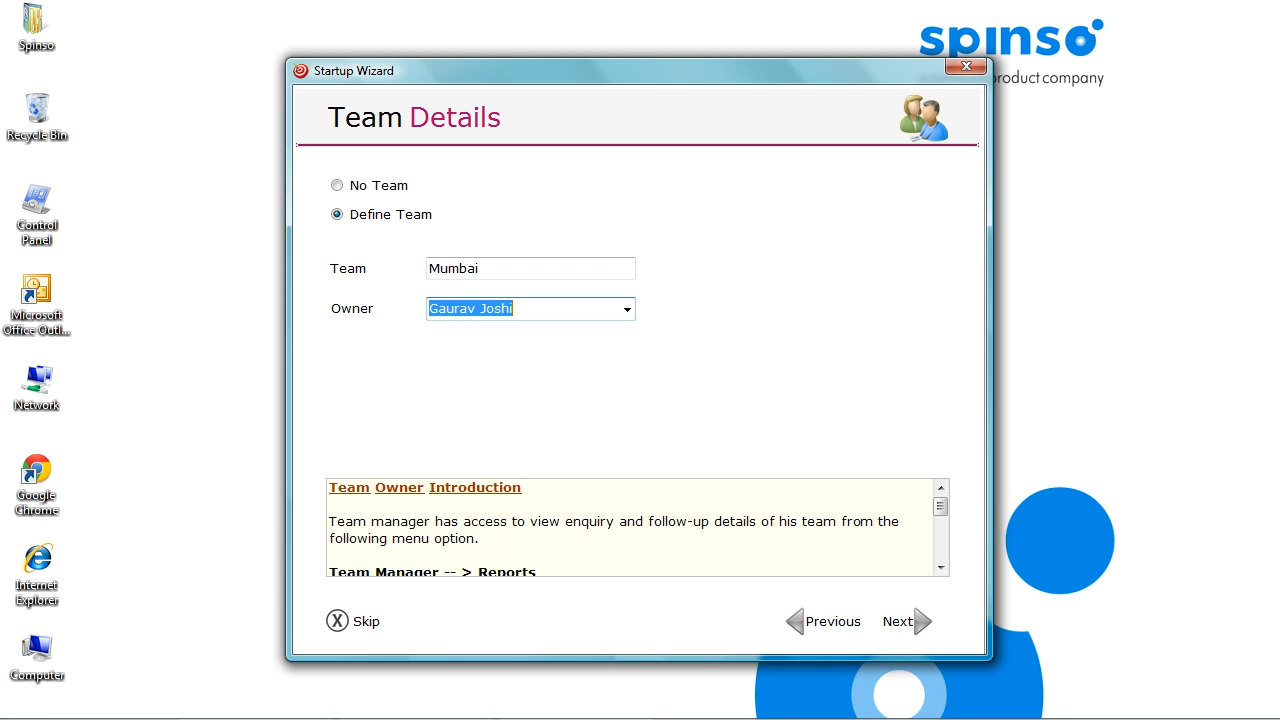 Spinso
Recycle Bin
Control
Panel
Microsoft
Office Outl...
Network
Google
Chrome
Internet
Explorer
Computer
spinso
product company
Startup Wizard
Team Details
No Team
Define Team
Team
Mumbai
Owner
Gaurav Joshi
Team Owner Introduction
Team manager has access to view enquiry and follow-up details of his team from the
following menu option.
Team Manager -- > Reports
X Skip
Previous
Next